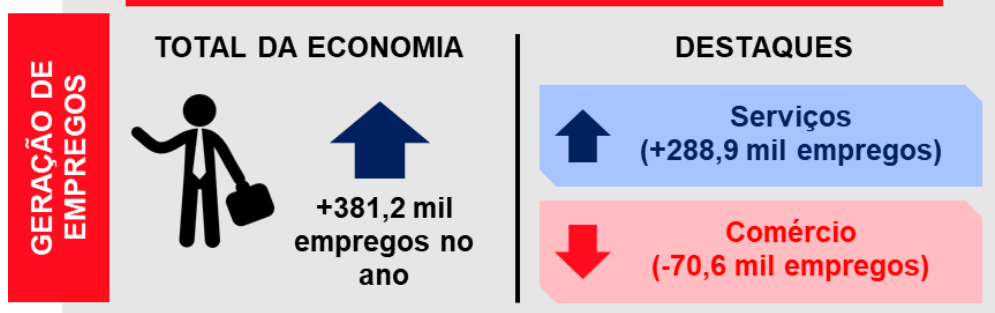 GERAÇÃO DE
EMPREGOS
TOTAL DA ECONOMIA
+381,2 mil
empregos no
ano
DESTAQUES
Serviços
(+288,9 mil empregos)
Comércio
(-70,6 mil empregos)